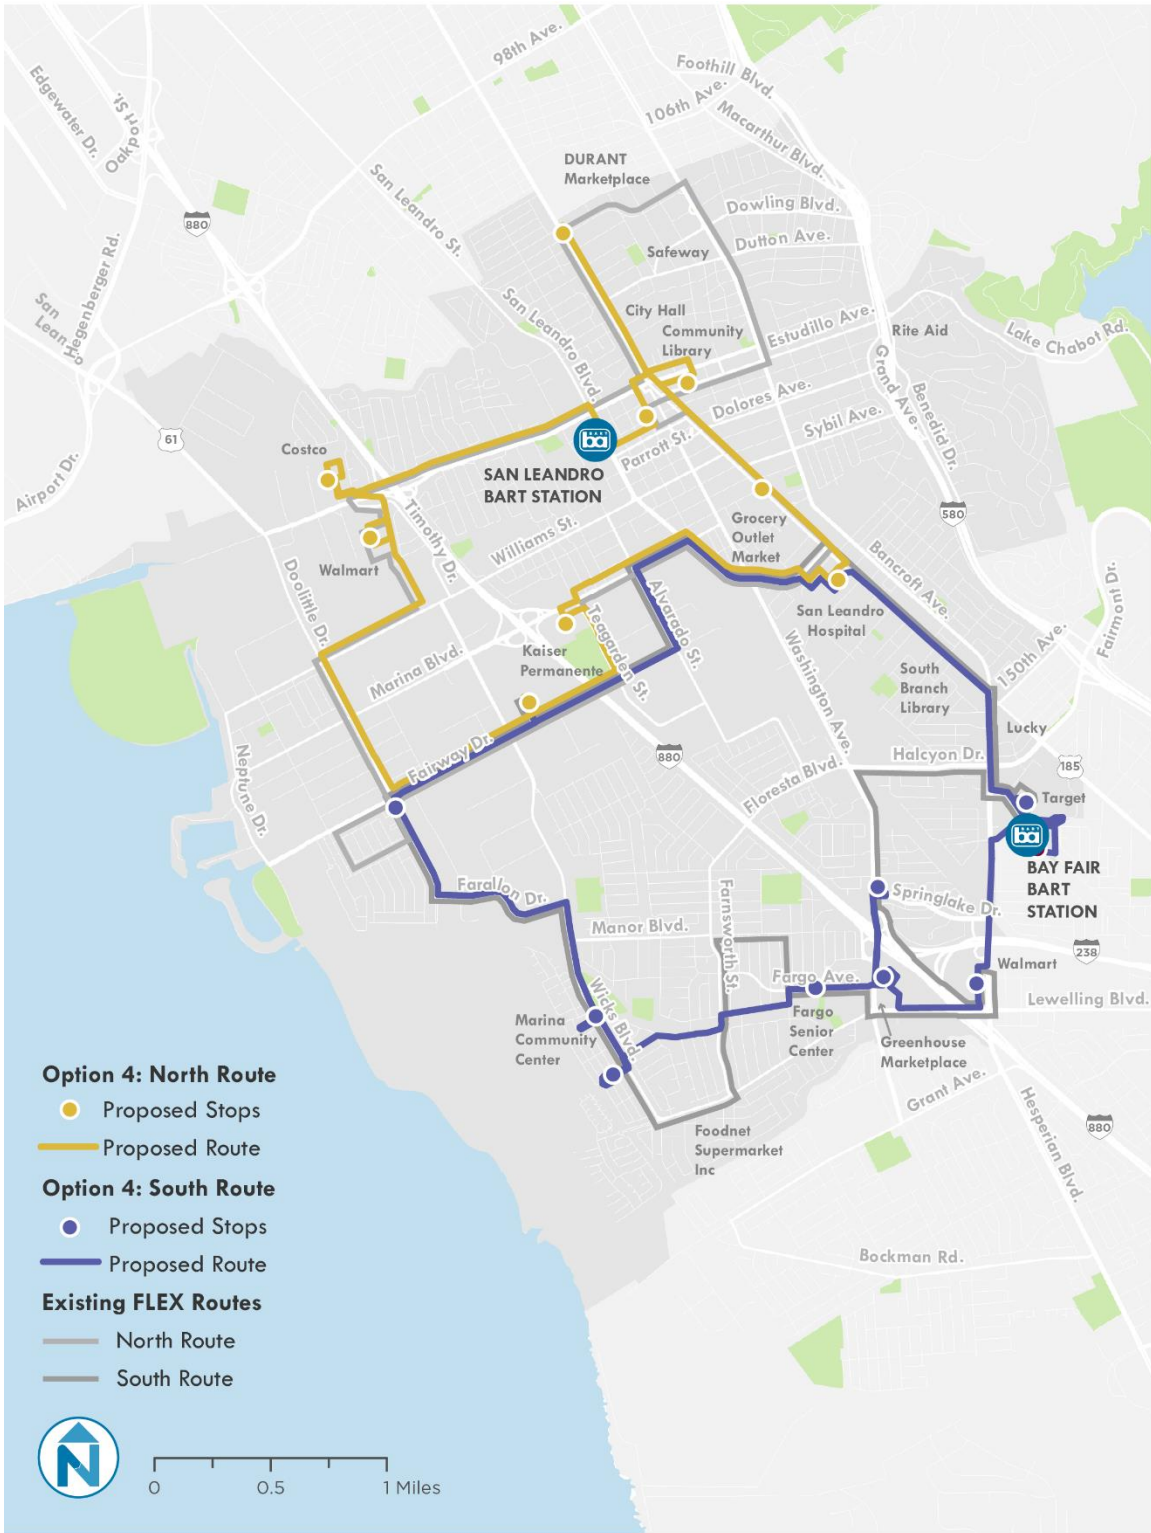 98th Ave.
Foothill Blvd.
106th Ave.
Macarthur Blvd.
Edgewater Dr.
Oakport St.
DURANT
Marketplace
San Leandro St.
880
Dowling Blvd.
Dutton Ave.
Safeway
Hegenberger Rd.
San
Lean
San Leandro Blvd.
City Hall
Community
Library
Estudillo Ave.
Rite Aid
Lake Chabot Rd.
Grand Ave.
Benedid Dr.
Dolores Ave.
Sybil Ave.
Parrott St.
61
Airport Dr.
Costco
ba
SAN LEANDRO
BART STATION
Timothy Dr.
Williams St.
Grocery
Outlet
Market
580
Bancroft Ave.
Walmart
Doolittle Dr.
Alvarado St.
Teagarden St.
San Leandro
Hospital
Fairmont Dr.
150th Ave.
Marina Blvd.
Kaiser
Permanente
Washington Ave.
South
Branch
Library
Lucky
Neptune Dr.
Fairway Dr.
880
Floresta Blvd.
Halcyon Dr.
185
Target
BART
ba
BAY FAIR
BART
STATION
Farallon Dr.
Farnsworth St.
Springlake Dr.
Manor Blvd.
238
Walmart
Fargo Ave.
Lewelling Blvd.
Wicks Blvd.
Marina
Community
Center
Fargo
Senior
Center
Greenhouse
Marketplace
Grant Ave.
Hesperian Blvd.
880
Foodnet
Supermarket
Inc
Bockman Rd.
Option 4: North Route
Proposed Stops
Proposed Route
Option 4: South Route
Proposed Stops
Proposed Route
Existing FLEX Routes
North Route
South Route
N
0 0.5 1 Miles